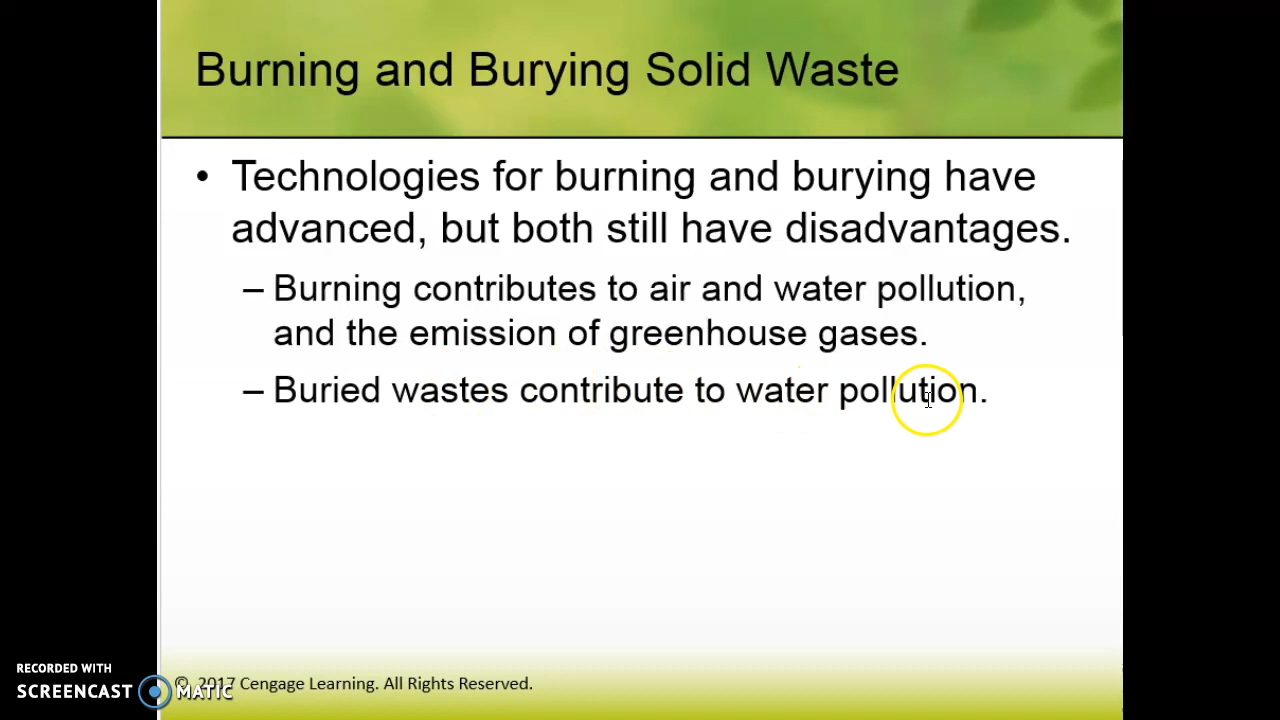 Burning and Burying Solid Waste
• Technologies for burning and burying have
advanced, but both still have disadvantages.
– Burning contributes to air and water pollution,
and the emission of greenhouse gases.
– Buried wastes contribute to water pollution.
RECORDED WITH
SCREENCAST MATIC
© 2017 Cengage Learning. All Rights Reserved.